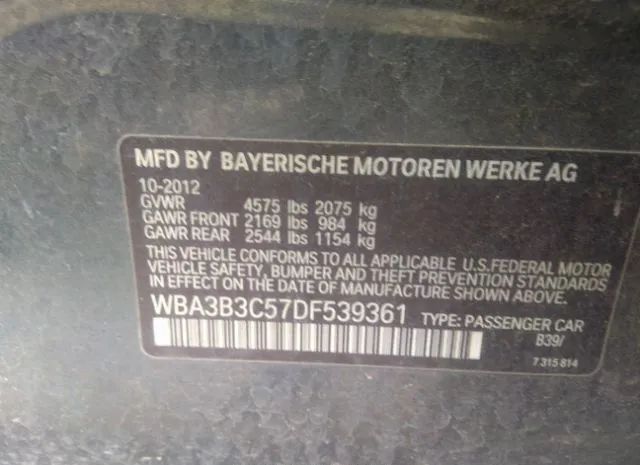 MFD BY BAYERISCHE MOTOREN WERKE AG
10-2012
GVWR 4575 lbs 2075 kg
GAWR FRONT 2169 lbs 984 kg
GAWR REAR 2544 lbs 1154 kg
THIS VEHICLE CONFORMS TO ALL APPLICABLE U.S.FEDERAL MOTOR
VEHICLE SAFETY, BUMPER AND THEFT PREVENTION STANDARDS
IN EFFECT ON THE DATE OF MANUFACTURE SHOWN ABOVE.
WBA3B3C57DF539361 TYPE: PASSENGER CAR
B39/
7 315 814